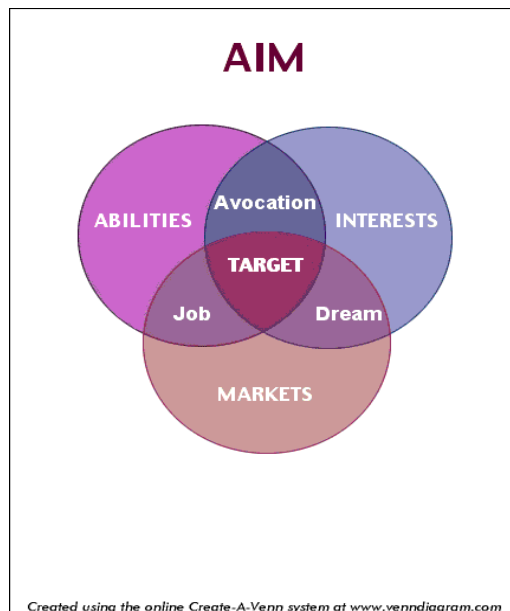 AIM
Avocation
ABILITIES
INTERESTS
TARGET
Job
Dream
MARKETS
Created using the online Create-A-Venn system at www.venndiagram.com